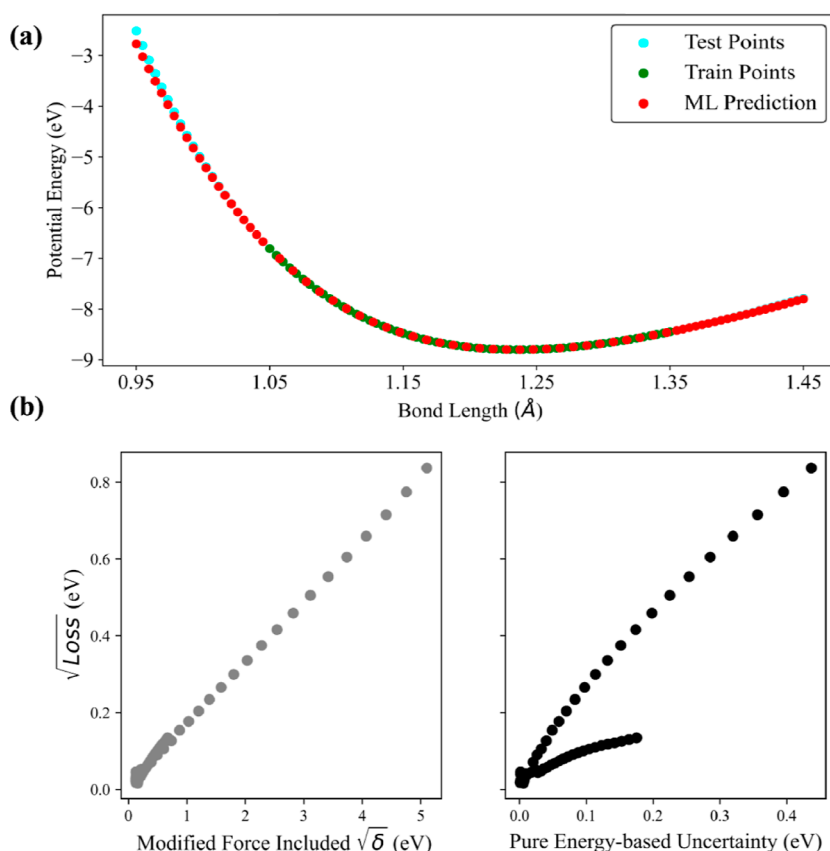 (a)
Test Points
Train Points
ML Prediction
Potential Energy (eV)
−3
−4
−5
−6
−7
−8
−9
0.95 1.05 1.15 1.25 1.35 1.45
Bond Length (Å)
(b)
√Loss (eV)
0.8
0.6
0.4
0.2
0.0
0 1 2 3 4 5
Modified Force Included √δ (eV)
0.0 0.1 0.2 0.3 0.4
Pure Energy-based Uncertainty (eV)